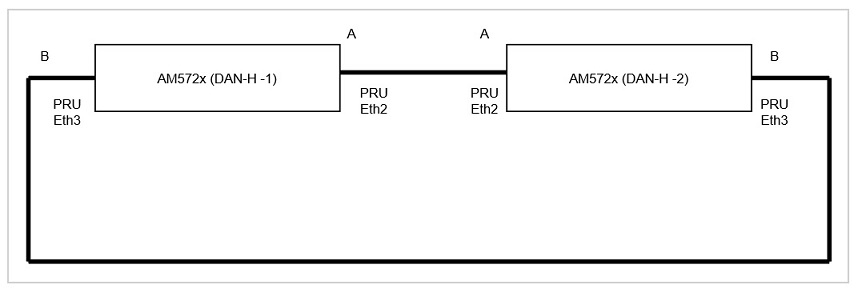 A
A
B
B
AM572x (DAN-H -1)
AM572x (DAN-H -2)
PRU
Eth3
PRU
Eth2
PRU
Eth2
PRU
Eth3